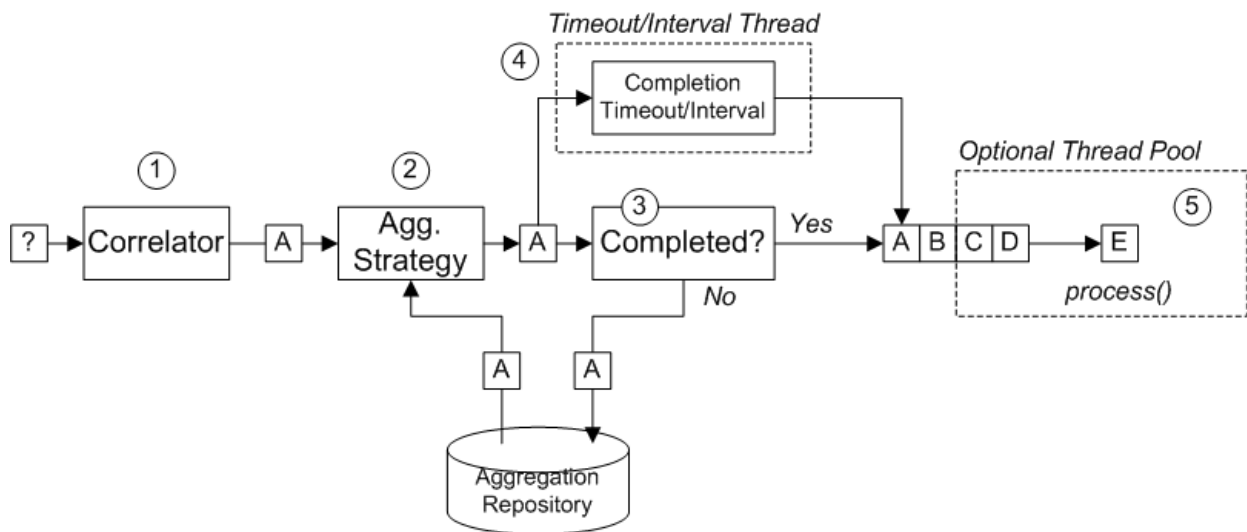 Timeout/Interval Thread
4
Completion
Timeout/Interval
Optional Thread Pool
1
2
3
5
?
Correlator
A
Agg.
Strategy
A
Completed?
Yes
A B C D
E
No
process()
A
A
Aggregation
Repository